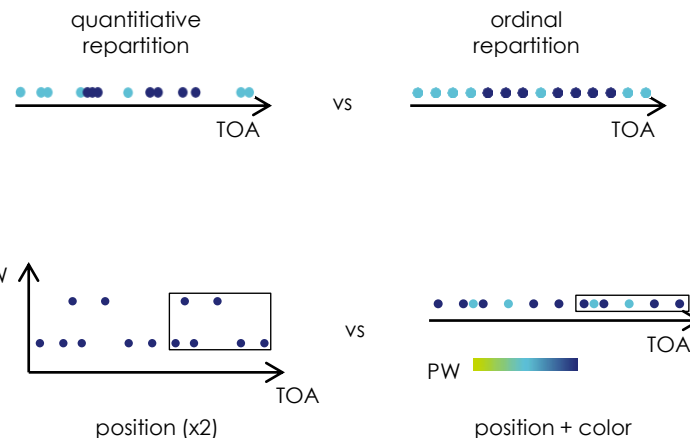 quantitiative
repartition
ordinal
repartition
TOA
vs
TOA
W
TOA
vs
PW
TOA
position (x2)
position + color